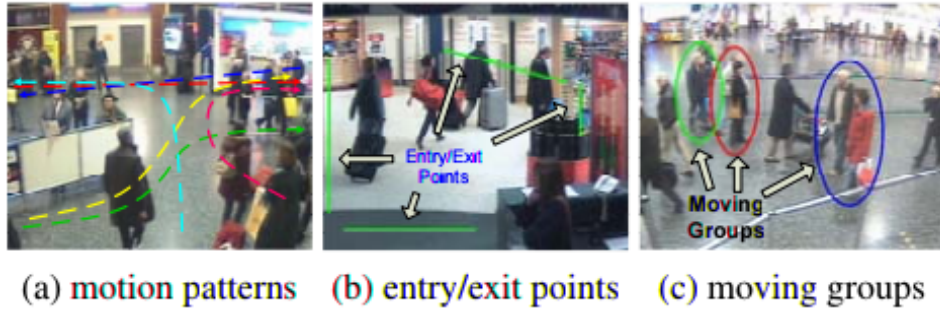 Entry/Exit
Points
Moving
Groups
(a) motion patterns
(b) entry/exit points
(c) moving groups